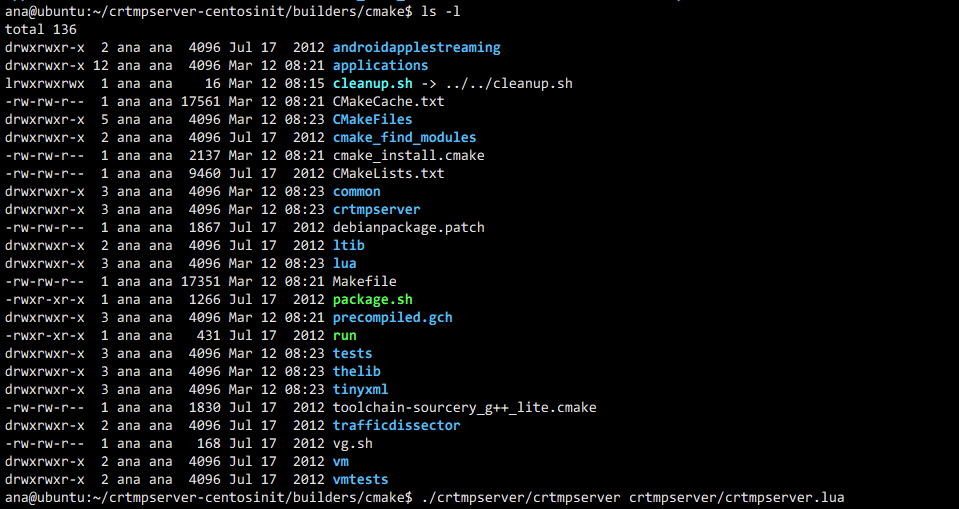 ana@ubuntu:~/crtmpserver-centosinit/builders/cmake$ ls -l
total 136
drwxrwxr-x  2 ana ana  4096 Jul 17  2012 androidapplestreaming
drwxrwxr-x 12 ana ana  4096 Mar 12 08:21 applications
lrwxrwxrwx  1 ana ana    16 Mar 12 08:15 cleanup.sh -> ../../cleanup.sh
-rw-rw-r--  1 ana ana 17561 Mar 12 08:21 CMakeCache.txt
drwxrwxr-x  5 ana ana  4096 Mar 12 08:23 CMakeFiles
drwxrwxr-x  2 ana ana  4096 Jul 17  2012 cmake_find_modules
-rw-rw-r--  1 ana ana  2137 Mar 12 08:21 cmake_install.cmake
-rw-rw-r--  1 ana ana  9460 Jul 17  2012 CMakeLists.txt
drwxrwxr-x  3 ana ana  4096 Mar 12 08:23 common
drwxrwxr-x  3 ana ana  4096 Mar 12 08:23 crtmpserver
-rw-rw-r--  1 ana ana  1867 Jul 17  2012 debianpackage.patch
drwxrwxr-x  2 ana ana  4096 Jul 17  2012 ltib
drwxrwxr-x  3 ana ana  4096 Mar 12 08:23 lua
-rw-rw-r--  1 ana ana 17351 Mar 12 08:21 Makefile
-rwxr-xr-x  1 ana ana  1266 Jul 17  2012 package.sh
drwxrwxr-x  3 ana ana  4096 Mar 12 08:21 precompiled.gch
-rwxr-xr-x  1 ana ana   431 Jul 17  2012 run
drwxrwxr-x  3 ana ana  4096 Mar 12 08:23 tests
drwxrwxr-x  3 ana ana  4096 Mar 12 08:23 thelib
drwxrwxr-x  3 ana ana  4096 Mar 12 08:23 tinyxml
-rw-rw-r--  1 ana ana  1830 Jul 17  2012 toolchain-sourcery_g++_lite.cmake
drwxrwxr-x  2 ana ana  4096 Jul 17  2012 trafficdissector
-rw-rw-r--  1 ana ana   168 Jul 17  2012 vg.sh
drwxrwxr-x  2 ana ana  4096 Jul 17  2012 vm
drwxrwxr-x  2 ana ana  4096 Jul 17  2012 vmtests
ana@ubuntu:~/crtmpserver-centosinit/builders/cmake$ ./crtmpserver/crtmpserver crtmpserver/crtmpserver.lua